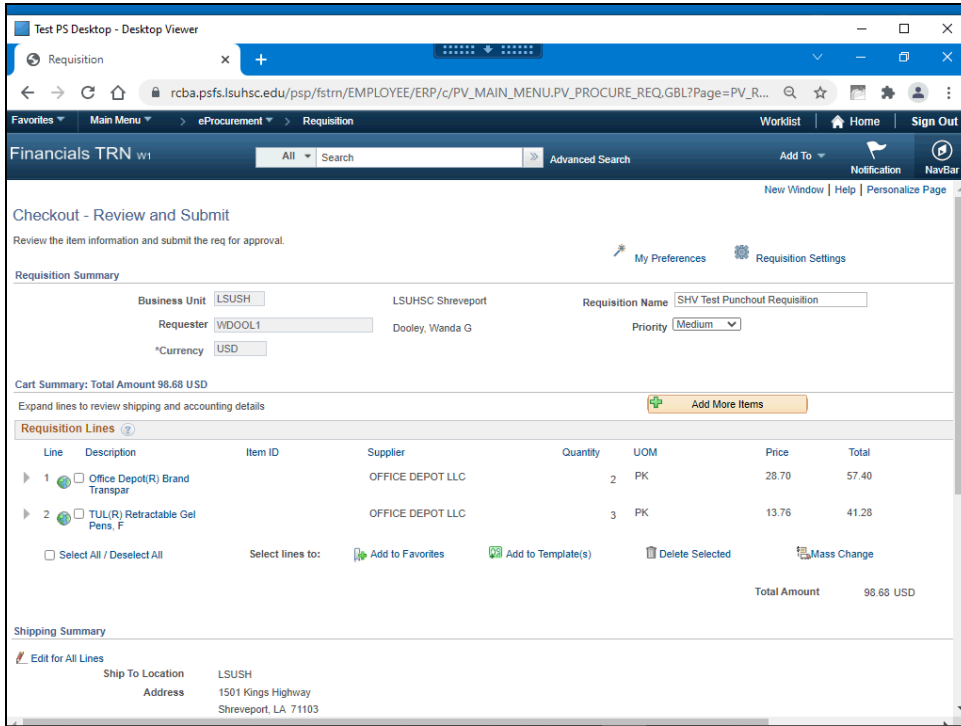 Test PS Desktop - Desktop Viewer
Requisition
rcba.psfs.lsuhsc.edu/psp/fstrn/EMPLOYEE/ERP/c/PV_MAIN_MENU.PV_PROCURE_REQ.GBL?Page=PV_R...
Favorites Main Menu > eProcurement > Requisition Worklist Home Sign Out
Financials TRN W1 All Search Advanced Search Add To Notification NavBar
New Window | Help | Personalize Page
Checkout - Review and Submit
Review the item information and submit the req for approval.
My Preferences Requisition Settings
Requisition Summary
Business Unit LSUSH LSUHSC Shreveport Requisition Name SHV Test Punchout Requisition
Requester WDOOL1 Dooley, Wanda G Priority Medium
*Currency USD
Cart Summary: Total Amount 98.68 USD
Expand lines to review shipping and accounting details Add More Items
Requisition Lines ?
Line Description Item ID Supplier Quantity UOM Price Total
1 Office Depot(R) Brand Transpar OFFICE DEPOT LLC 2 PK 28.70 57.40
2 TUL(R) Retractable Gel Pens, F OFFICE DEPOT LLC 3 PK 13.76 41.28
Select All / Deselect All Select lines to: Add to Favorites Add to Template(s) Delete Selected Mass Change
Total Amount 98.68 USD
Shipping Summary
Edit for All Lines
Ship To Location LSUSH
Address 1501 Kings Highway
Shreveport, LA 71103